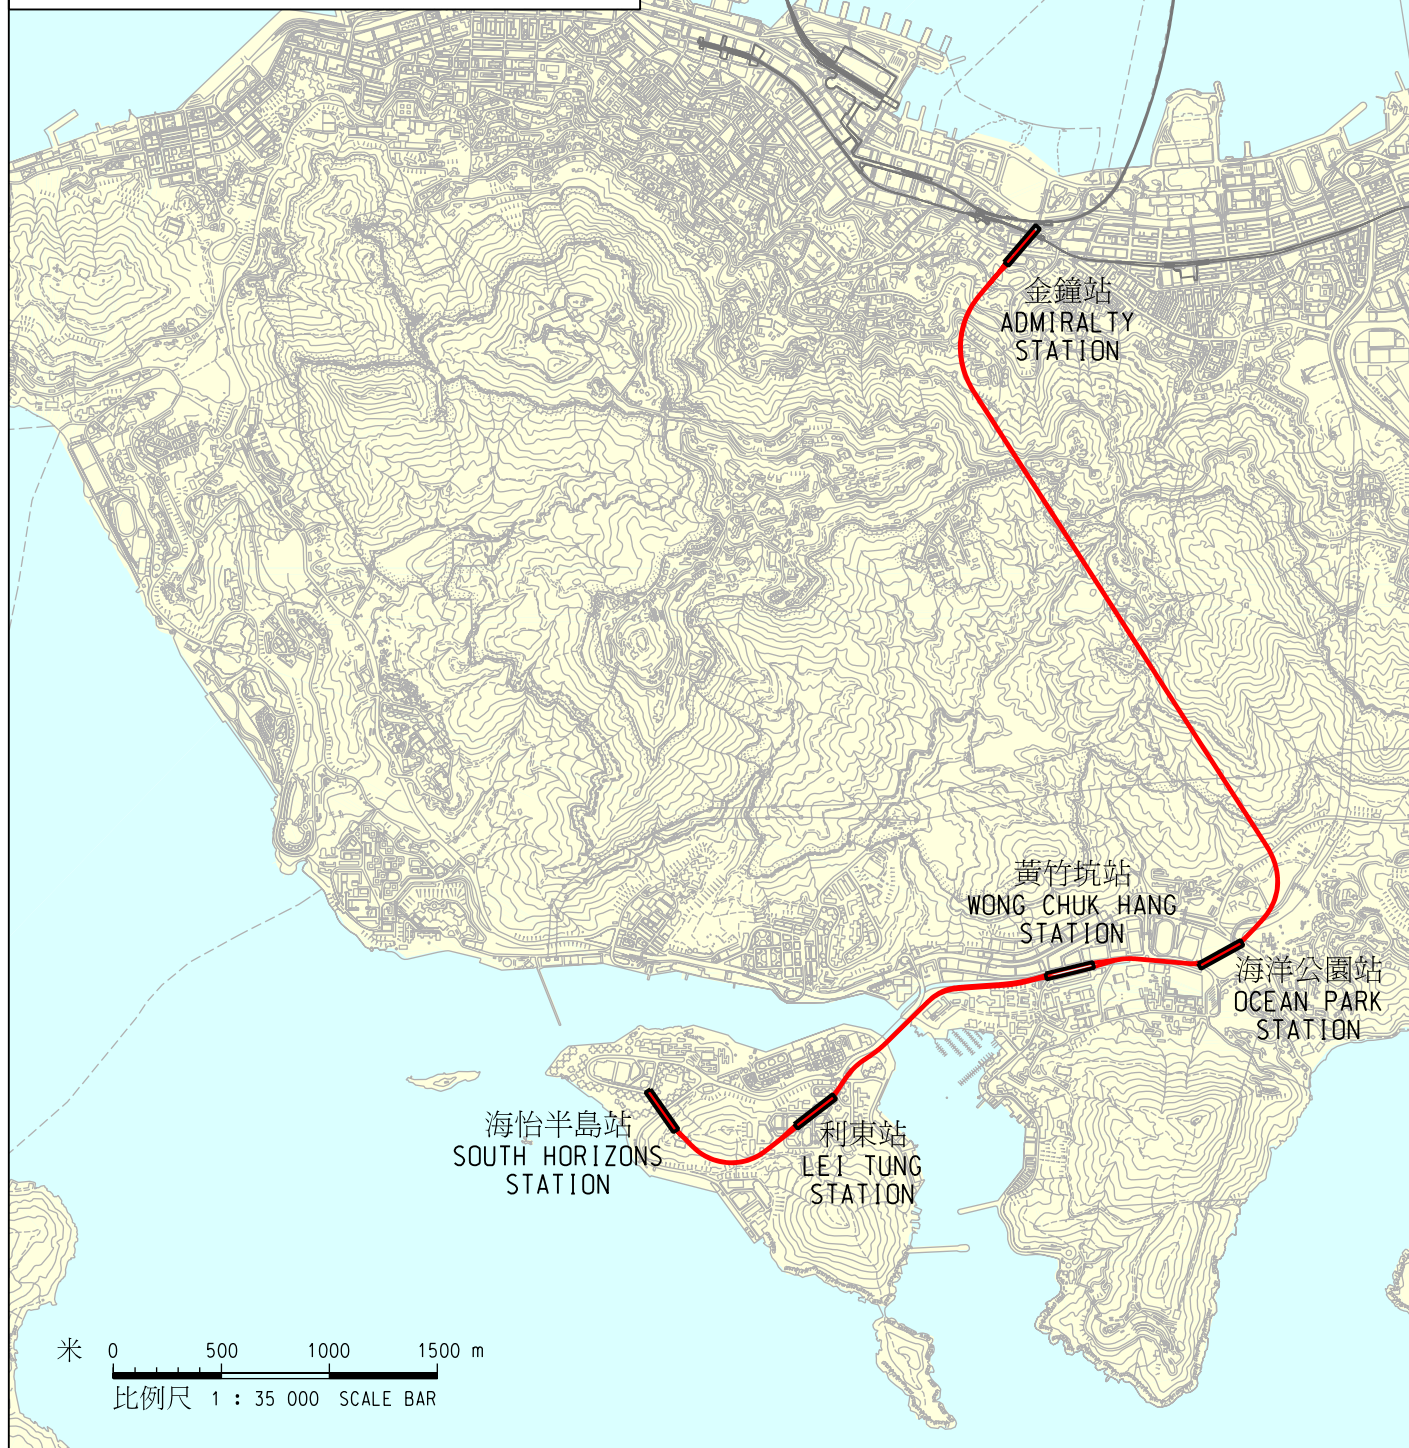 金鐘站
ADMIRALTY
STATION
黃竹坑站
WONG CHUK HANG
STATION
海洋公園站
OCEAN PARK
STATION
海怡半島站
SOUTH HORIZONS
STATION
利東站
LEI TUNG
STATION
米 0 500 1000 1500 m
比例尺 1 : 35 000 SCALE BAR